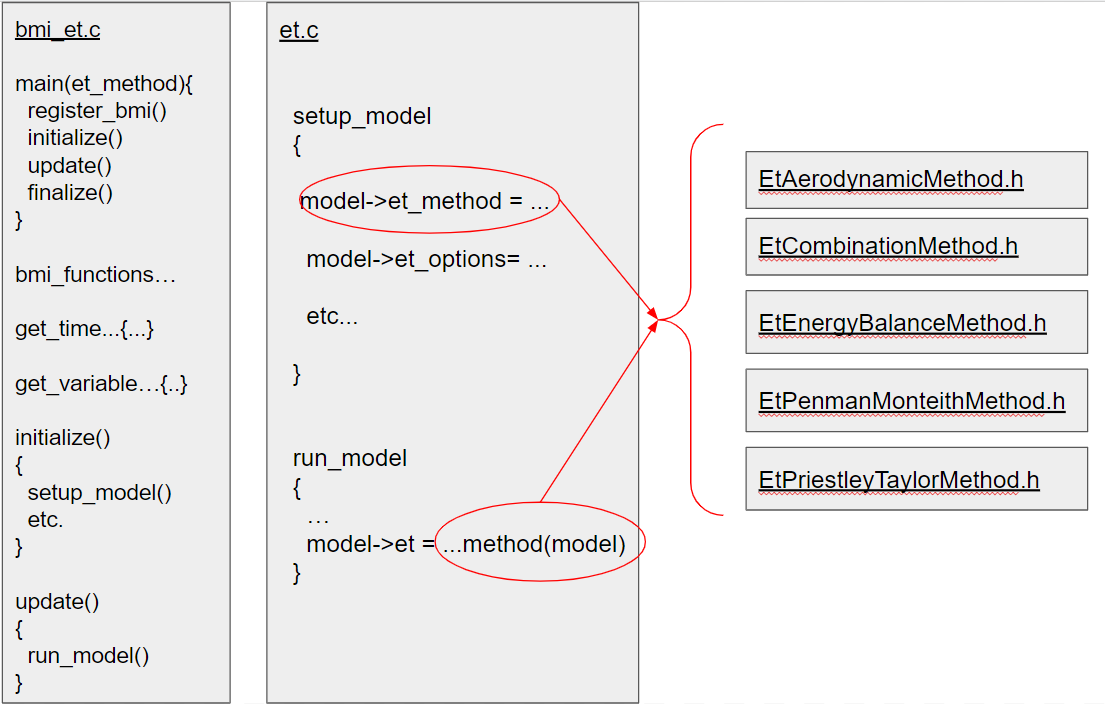 bmi_et.c
main(et_method){
register_bmi()
initialize()
update()
finalize()
}
bmi_functions…
get_time...{...}
get_variable…{..}
initialize()
{
setup_model()
etc.
}
update()
{
run_model()
}
et.c
setup_model
{
model->et_method = ...
model->et_options= ...
etc...
}
run_model
{
…
model->et = ...method(model)
}
EtAerodynamicMethod.h
EtCombinationMethod.h
EtEnergyBalanceMethod.h
EtPenmanMonteithMethod.h
EtPriestleyTaylorMethod.h